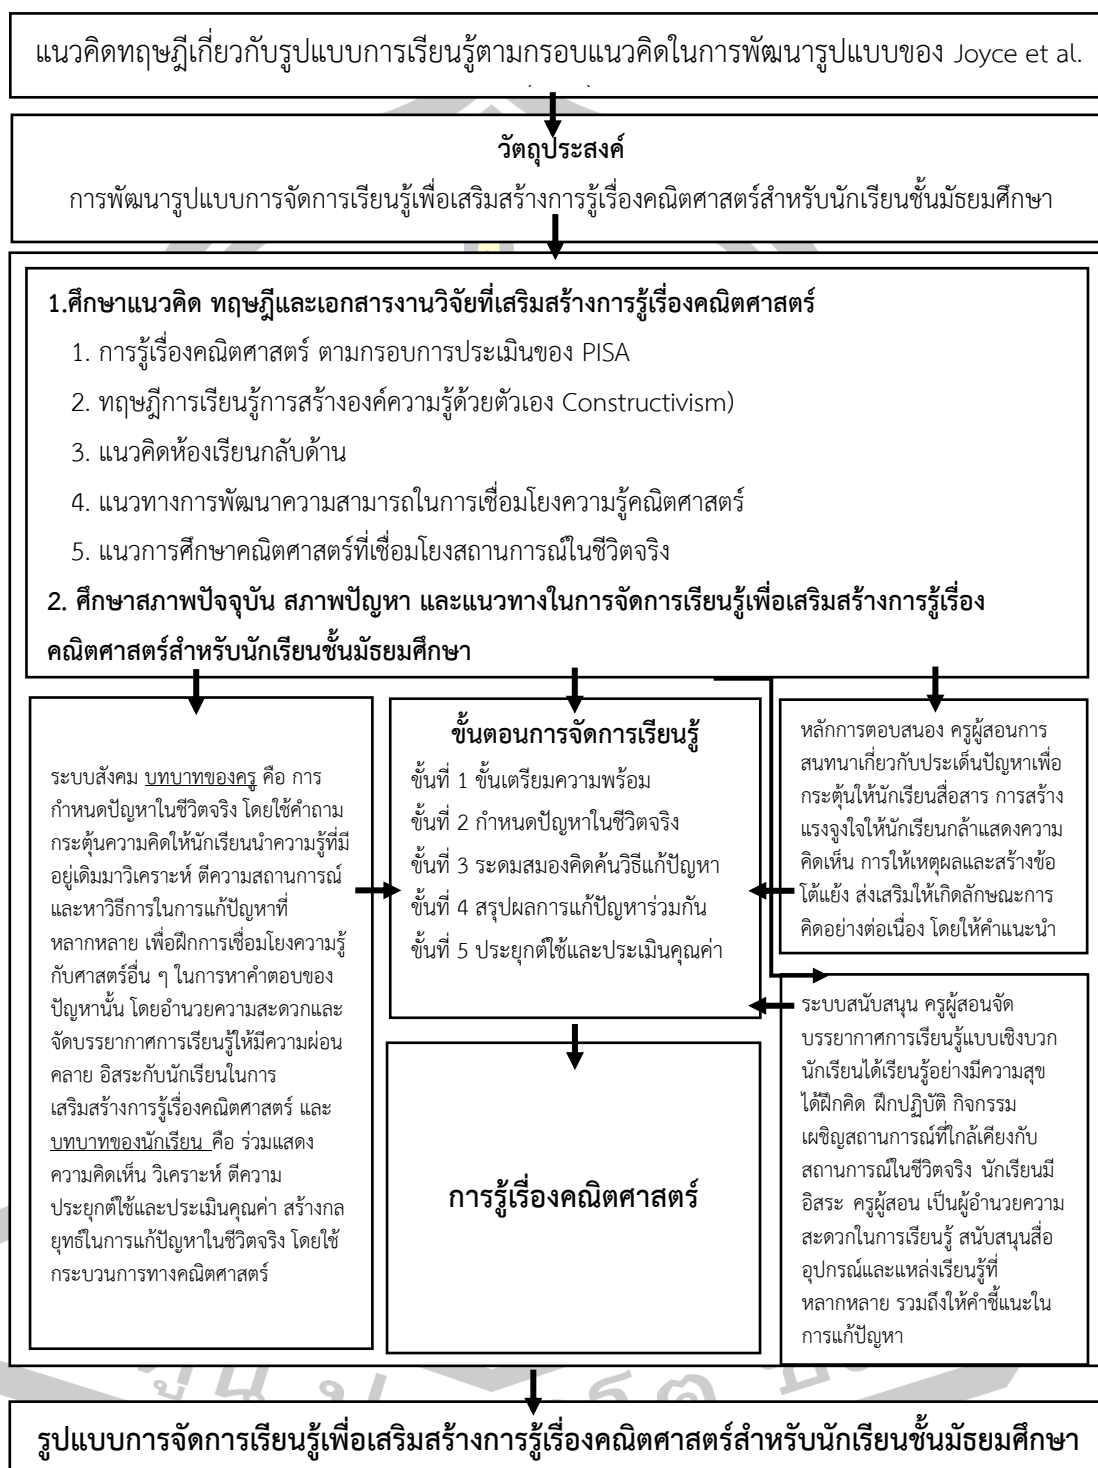 แนวคิดทฤษฎีเกี่ยวกับรูปแบบการเรียนรู้ตามกรอบแนวคิดในการพัฒนารูปแบบของ Joyce et al.
วัตถุประสงค์
การพัฒนารูปแบบการจัดการเรียนรู้เพื่อเสริมสร้างการรู้เรื่องคณิตศาสตร์สำหรับนักเรียนชั้นมัธยมศึกษา
1.ศึกษาแนวคิด ทฤษฎีและเอกสารงานวิจัยที่เสริมสร้างการรู้เรื่องคณิตศาสตร์
1. การรู้เรื่องคณิตศาสตร์ ตามกรอบการประเมินของ PISA
2. ทฤษฎีการเรียนรู้การสร้างองค์ความรู้ด้วยตัวเอง Constructivism)
3. แนวคิดห้องเรียนกลับด้าน
4. แนวทางการพัฒนาความสามารถในการเชื่อมโยงความรู้คณิตศาสตร์
5. แนวการศึกษาคณิตศาสตร์ที่เชื่อมโยงสถานการณ์ในชีวิตจริง
2. ศึกษาสภาพปัจจุบัน สภาพปัญหา และแนวทางในการจัดการเรียนรู้เพื่อเสริมสร้างการรู้เรื่อง
คณิตศาสตร์สำหรับนักเรียนชั้นมัธยมศึกษา
ระบบสังคม บทบาทของครู คือ การ
กำหนดปัญหาในชีวิตจริง โดยใช้คำถาม
กระตุ้นความคิดให้นักเรียนนำความรู้ที่มี
อยู่เดิมมาวิเคราะห์ ตีความสถานการณ์
และหาวิธีการในการแก้ปัญหาที่
หลากหลาย เพื่อฝึกการเชื่อมโยงความรู้
กับศาสตร์อื่น ๆ ในการหาคำตอบของ
ปัญหานั้น โดยอำนวยความสะดวกและ
จัดบรรยากาศการเรียนรู้ให้มีความผ่อน
คลาย อิสระกับนักเรียนในการ
เสริมสร้างการรู้เรื่องคณิตศาสตร์ และ
บทบาทของนักเรียน คือ ร่วมแสดง
ความคิดเห็น วิเคราะห์ ตีความ
ประยุกต์ใช้และประเมินคุณค่า สร้างกล
ยุทธ์ในการแก้ปัญหาในชีวิตจริง โดยใช้
กระบวนการทางคณิตศาสตร์
ขั้นตอนการจัดการเรียนรู้
ขั้นที่ 1 ขั้นเตรียมความพร้อม
ขั้นที่ 2 กำหนดปัญหาในชีวิตจริง
ขั้นที่ 3 ระดมสมองคิดค้นวิธีแก้ปัญหา
ขั้นที่ 4 สรุปผลการแก้ปัญหาร่วมกัน
ขั้นที่ 5 ประยุกต์ใช้และประเมินคุณค่า
การรู้เรื่องคณิตศาสตร์
หลักการตอบสนอง ครูผู้สอนการ
สนทนาเกี่ยวกับประเด็นปัญหาเพื่อ
กระตุ้นให้นักเรียนสื่อสาร การสร้าง
แรงจูงใจให้นักเรียนกล้าแสดงความ
คิดเห็น การให้เหตุผลและสร้างข้อ
โต้แย้ง ส่งเสริมให้เกิดลักษณะการ
คิดอย่างต่อเนื่อง โดยให้คำแนะนำ
ระบบสนับสนุน ครูผู้สอนจัด
บรรยากาศการเรียนรู้แบบเชิงบวก
นักเรียนได้เรียนรู้อย่างมีความสุข
ได้ฝึกคิด ฝึกปฏิบัติ กิจกรรม
เผชิญสถานการณ์ที่ใกล้เคียงกับ
สถานการณ์ในชีวิตจริง นักเรียนมี
อิสระ ครูผู้สอน เป็นผู้อำนวยความ
สะดวกในการเรียนรู้ สนับสนุนสื่อ
อุปกรณ์และแหล่งเรียนรู้ที่
หลากหลาย รวมถึงให้คำชี้แนะใน
การแก้ปัญหา
รูปแบบการจัดการเรียนรู้เพื่อเสริมสร้างการรู้เรื่องคณิตศาสตร์สำหรับนักเรียนชั้นมัธยมศึกษา